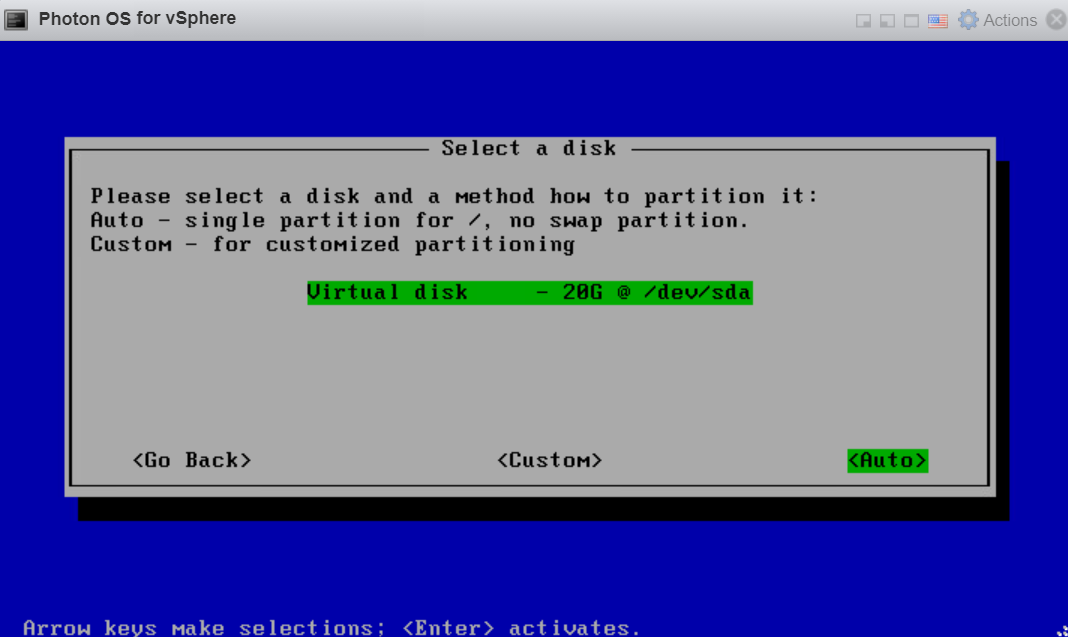 Photon OS for vSphere
Actions
Select a disk
Please select a disk and a method how to partition it:
Auto - single partition for /, no swap partition.
Custom - for customized partitioning
Virtual disk - 20G @ /dev/sda
<Go Back> <Custom> <Auto>
Arrow keys make selections; <Enter> activates.